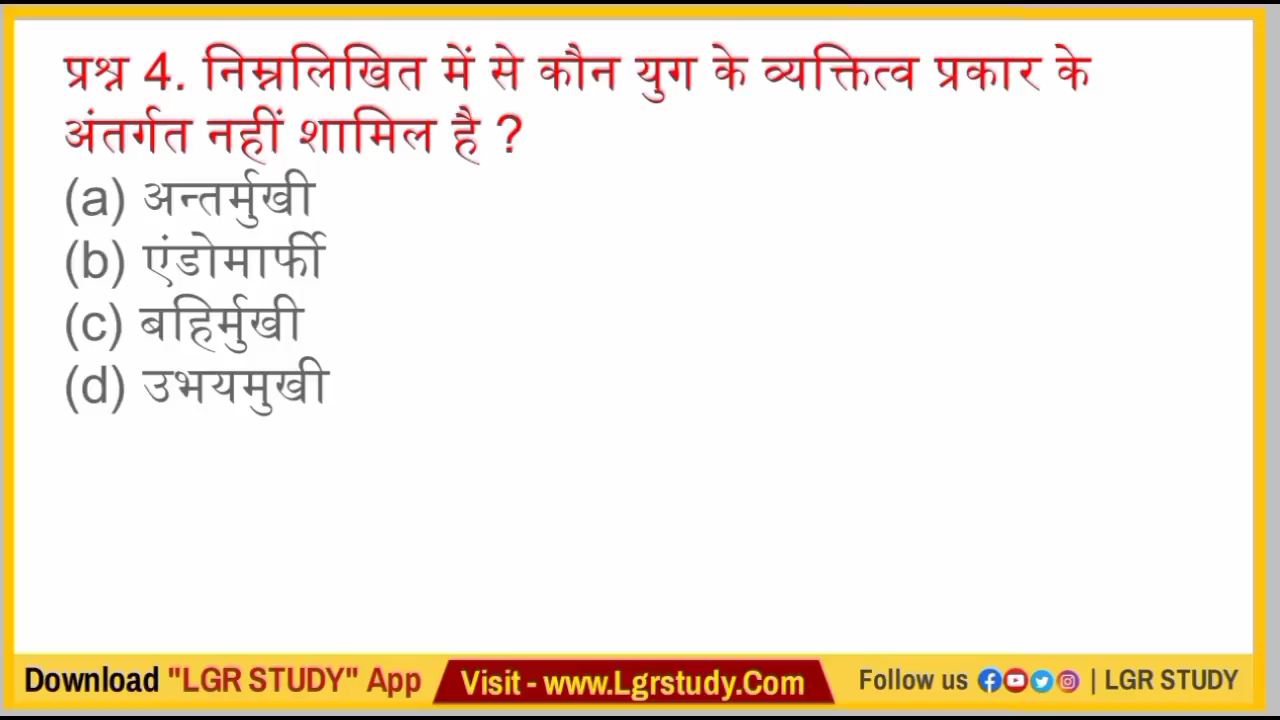 प्रश्न 4. निम्नलिखित में से कौन युग के व्यक्तित्व प्रकार के
अंतर्गत नहीं शामिल है ?
(a) अन्तर्मुखी
(b) एंडोमार्फी
(c) बहिर्मुखी
(d) उभयमुखी
Download "LGR STUDY" App
Visit - www.Lgrstudy.Com
Follow us | LGR STUDY